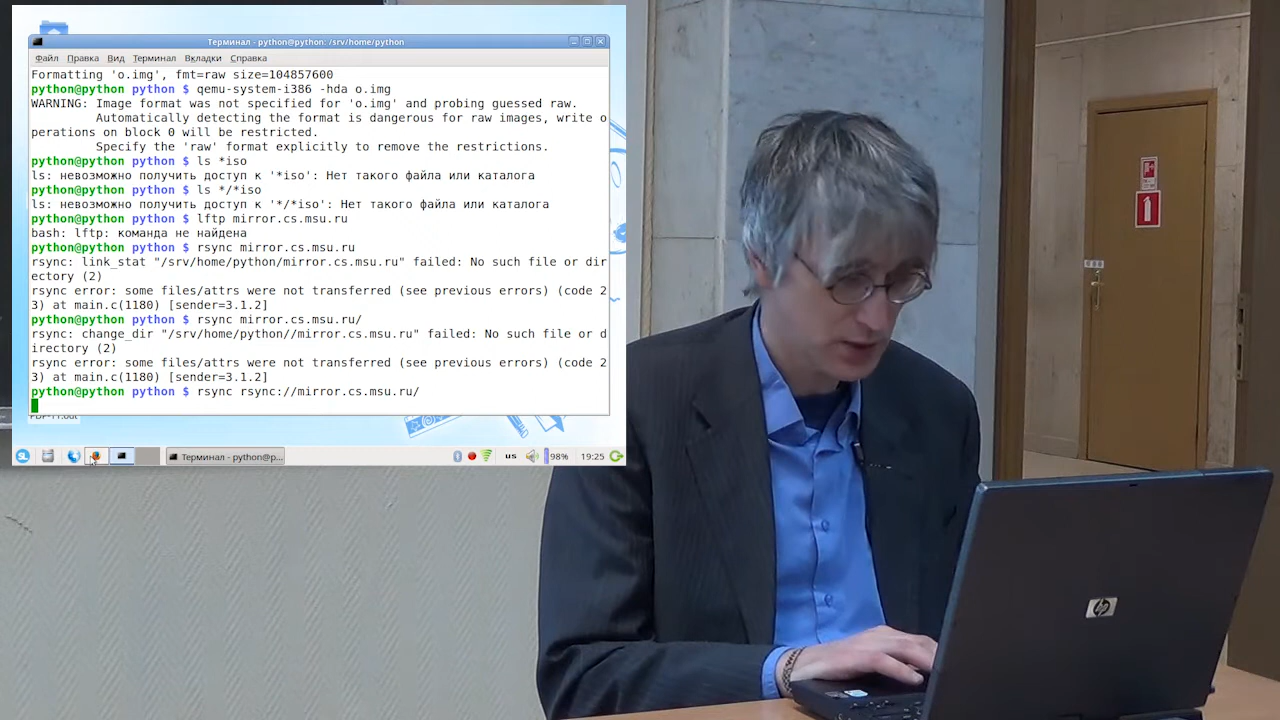 Терминал - python@python: /srv/home/python
Файл Правка Вид Терминал Вкладки Справка
Formatting 'o.img', fmt=raw size=104857600
python@python python $ qemu-system-i386 -hda o.img
WARNING: Image format was not specified for 'o.img' and probing guessed raw.
Automatically detecting the format is dangerous for raw images, write o
perations on block 0 will be restricted.
Specify the 'raw' format explicitly to remove the restrictions.
python@python python $ ls *iso
ls: невозможно получить доступ к '*iso': Нет такого файла или каталога
python@python python $ ls */*iso
ls: невозможно получить доступ к '*/*iso': Нет такого файла или каталога
python@python python $ lftp mirror.cs.msu.ru
bash: lftp: команда не найдена
python@python python $ rsync mirror.cs.msu.ru
rsync: link_stat "/srv/home/python/mirror.cs.msu.ru" failed: No such file or dir
ectory (2)
rsync error: some files/attrs were not transferred (see previous errors) (code 2
3) at main.c(1180) [sender=3.1.2]
python@python python $ rsync mirror.cs.msu.ru/
rsync: change_dir "/srv/home/python//mirror.cs.msu.ru" failed: No such file or d
irectory (2)
rsync error: some files/attrs were not transferred (see previous errors) (code 2
3) at main.c(1180) [sender=3.1.2]
python@python python $ rsync rsync://mirror.cs.msu.ru/
Терминал - python@p...
us 98% 19:25
hp